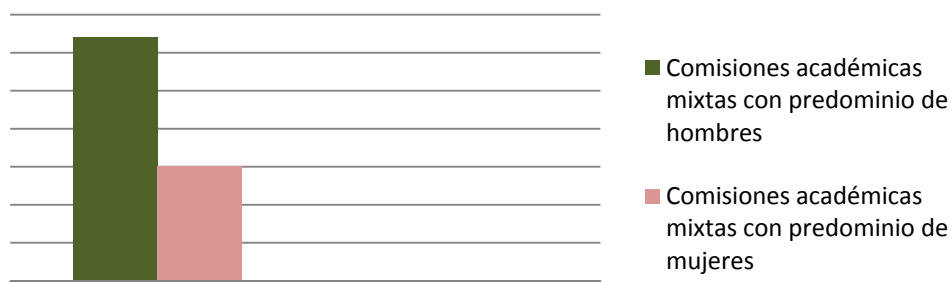 Comisiones académicas
mixtas con predominio de
hombres
Comisiones académicas
mixtas con predominio de
mujeres